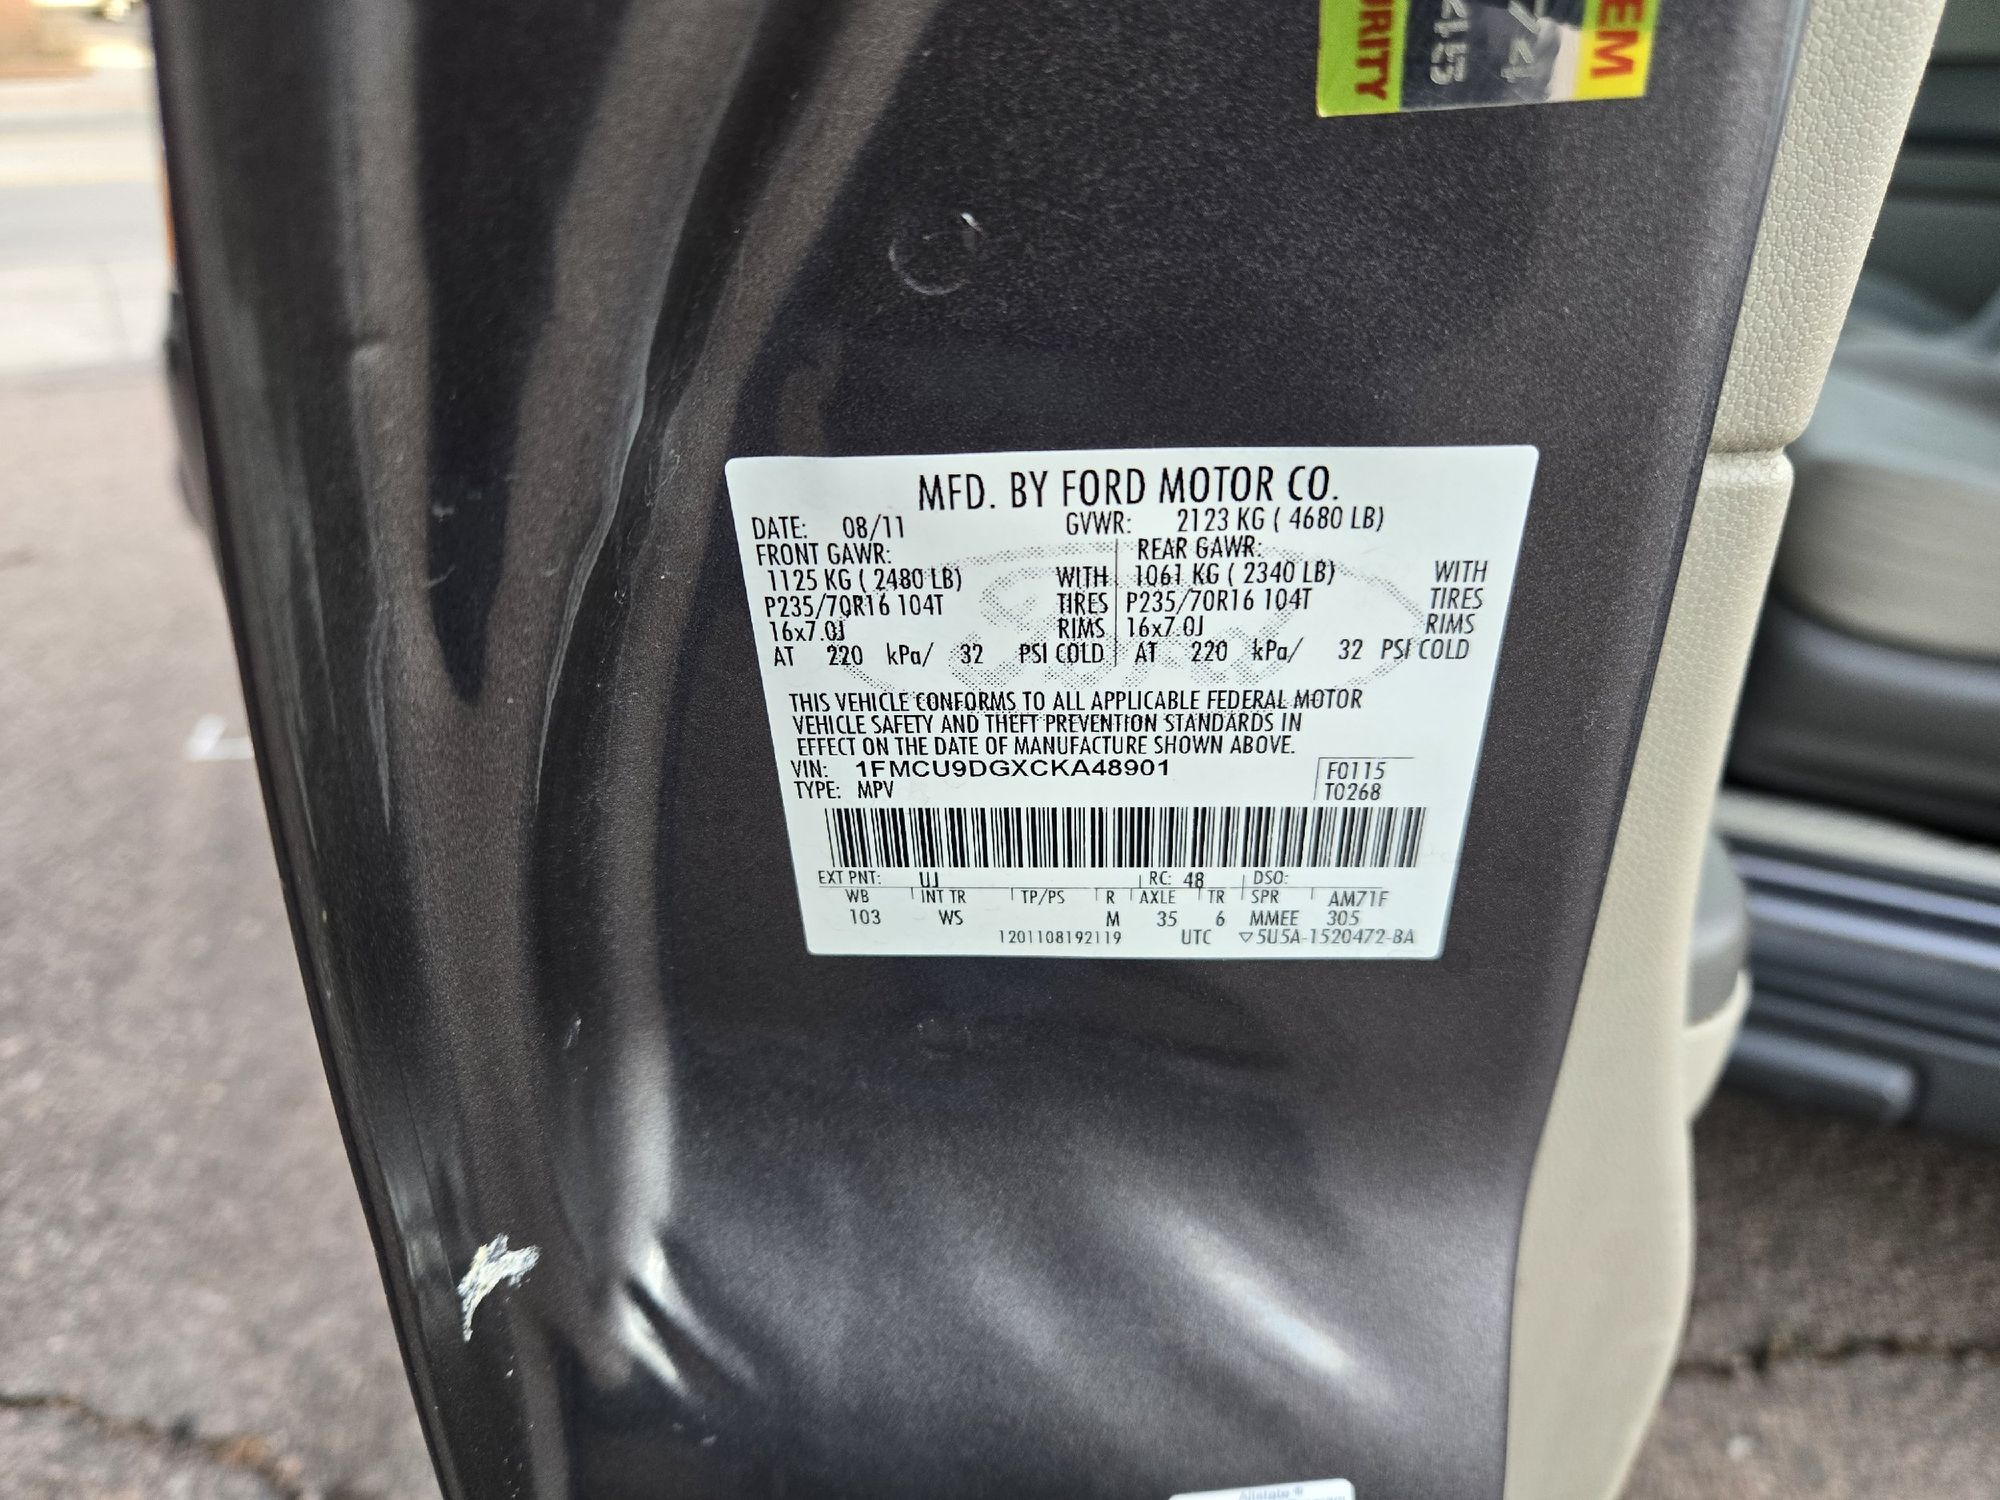 EM
7/4
2153
URITY
MFD. BY FORD MOTOR CO.
DATE: 08/11 GVWR: 2123 KG ( 4680 LB)
FRONT GAWR: REAR GAWR:
1125 KG ( 2480 LB) WITH 1061 KG ( 2340 LB) WITH
P235/70R16 104T TIRES P235/70R16 104T TIRES
16x7.0J RIMS 16x7.0J RIMS
AT 220 kPa/ 32 PSI COLD AT 220 kPa/ 32 PSI COLD
THIS VEHICLE CONFORMS TO ALL APPLICABLE FEDERAL MOTOR
VEHICLE SAFETY AND THEFT PREVENTION STANDARDS IN
EFFECT ON THE DATE OF MANUFACTURE SHOWN ABOVE.
VIN: 1FMCU9DGXCKA48901 F0115
TYPE: MPV T0268
EXT PNT: UJ RC: 48 DSO:
WB INT TR TP/PS R AXLE TR SPR AM71F
103 WS M 35 6 MMEE 305
1201108192119 UTC ▽5U5A-1520472-BA